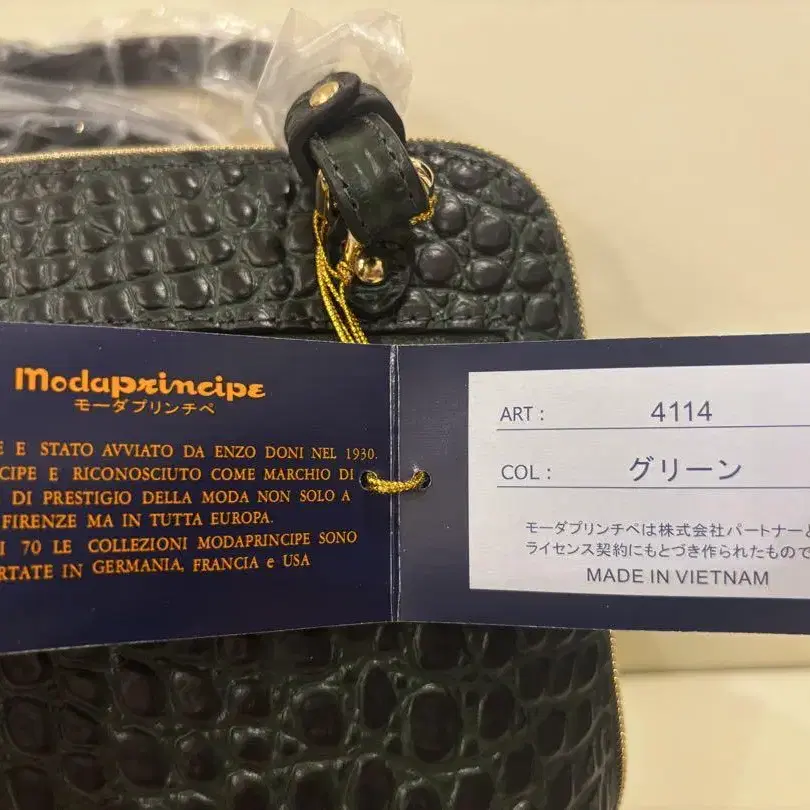 Modaprincipe
モーダプリンチペ
E STATO AVVIATO DA ENZO DONI NEL 1930.
E RICONOSCIUTO COME MARCHIO DI
DI PRESTIGIO DELLA MODA NON SOLO A
FIRENZE MA IN TUTTA EUROPA.
70 LE COLLEZIONI MODAPRINCIPE SONO
IN GERMANIA, FRANCIA e USA
ART : 4114
COL : グリーン
モーダプリンチペは株式会社パートナーと
ライセンス契約にもとづき作られたもので
MADE IN VIETNAM